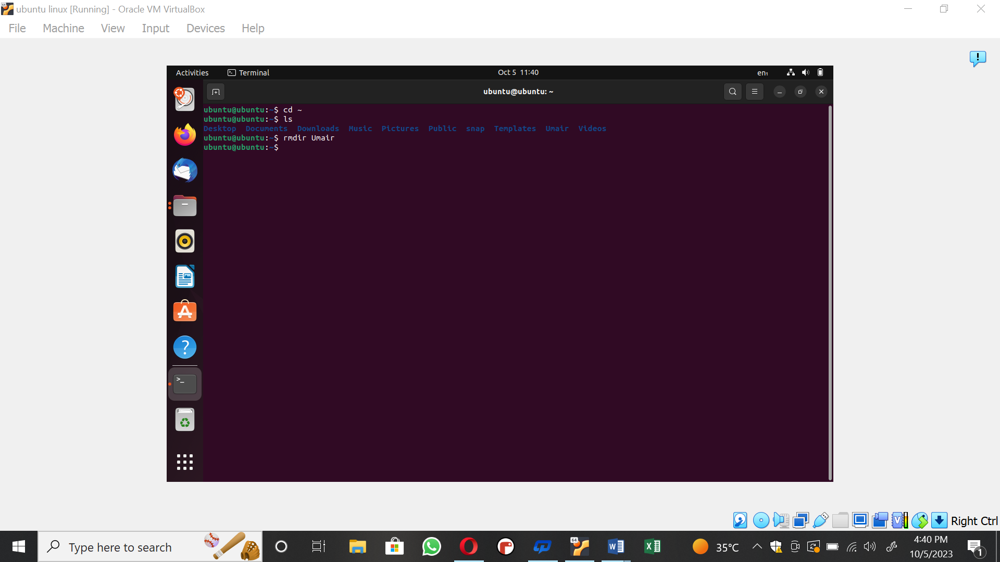 ubuntu linux [Running] - Oracle VM VirtualBox
File Machine View Input Devices Help
Activities Terminal Oct 5 11:40 en₁
ubuntu@ubuntu: ~
ubuntu@ubuntu:~$ cd ~
ubuntu@ubuntu:~$ ls
Desktop Documents Downloads Music Pictures Public snap Templates Umair Videos
ubuntu@ubuntu:~$ rmdir Umair
ubuntu@ubuntu:~$
Right Ctrl
Type here to search 35°C 4:40 PM
10/5/2023
1